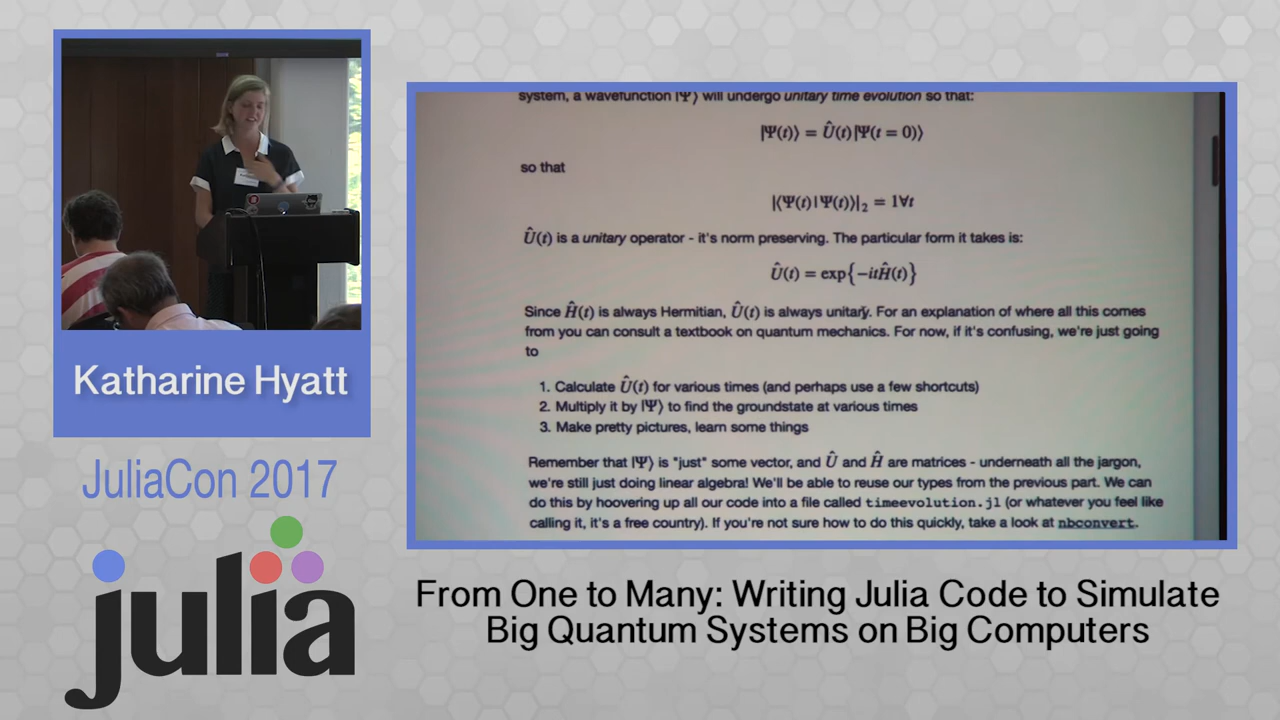 Katharine Hyatt
JuliaCon 2017
julia
system, a wavefunction |Ψ⟩ will undergo unitary time evolution so that:
|Ψ(t)⟩ = Û(t)|Ψ(t = 0)⟩
so that
|⟨Ψ(t)|Ψ(t)⟩|₂ = 1∀t
Û(t) is a unitary operator - it's norm preserving. The particular form it takes is:
Û(t) = exp{−itĤ(t)}
Since Ĥ(t) is always Hermitian, Û(t) is always unitary. For an explanation of where all this comes
from you can consult a textbook on quantum mechanics. For now, if it's confusing, we're just going
to
1. Calculate Û(t) for various times (and perhaps use a few shortcuts)
2. Multiply it by |Ψ⟩ to find the groundstate at various times
3. Make pretty pictures, learn some things
Remember that |Ψ⟩ is "just" some vector, and Û and Ĥ are matrices - underneath all the jargon,
we're still just doing linear algebra! We'll be able to reuse our types from the previous part. We can
do this by hoovering up all our code into a file called timeevolution.jl (or whatever you feel like
calling it, it's a free country). If you're not sure how to do this quickly, take a look at nbconvert.
From One to Many: Writing Julia Code to Simulate
Big Quantum Systems on Big Computers